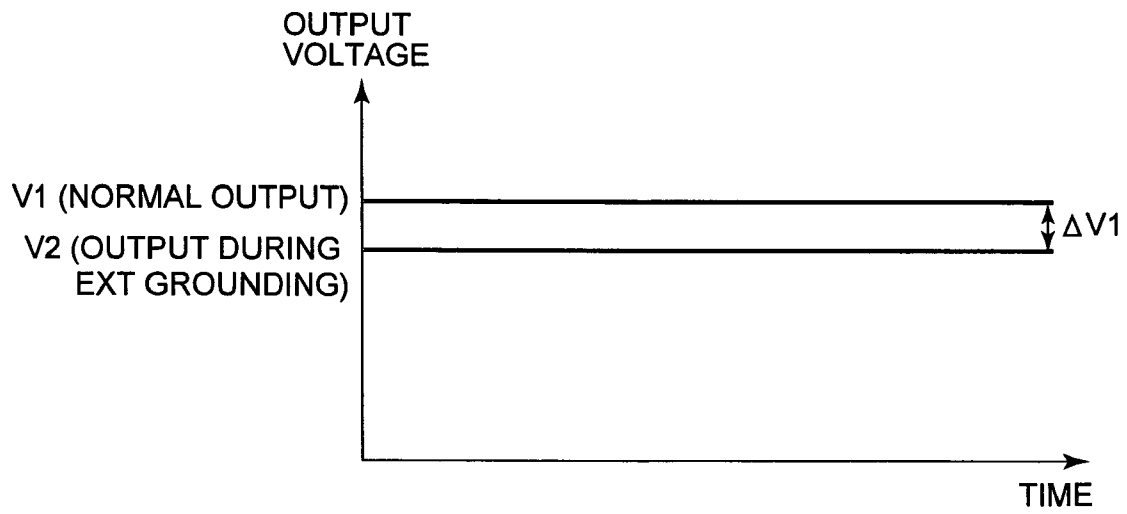 OUTPUT
VOLTAGE
V1 (NORMAL OUTPUT)
ΔV1
V2 (OUTPUT DURING
EXT GROUNDING)
TIME